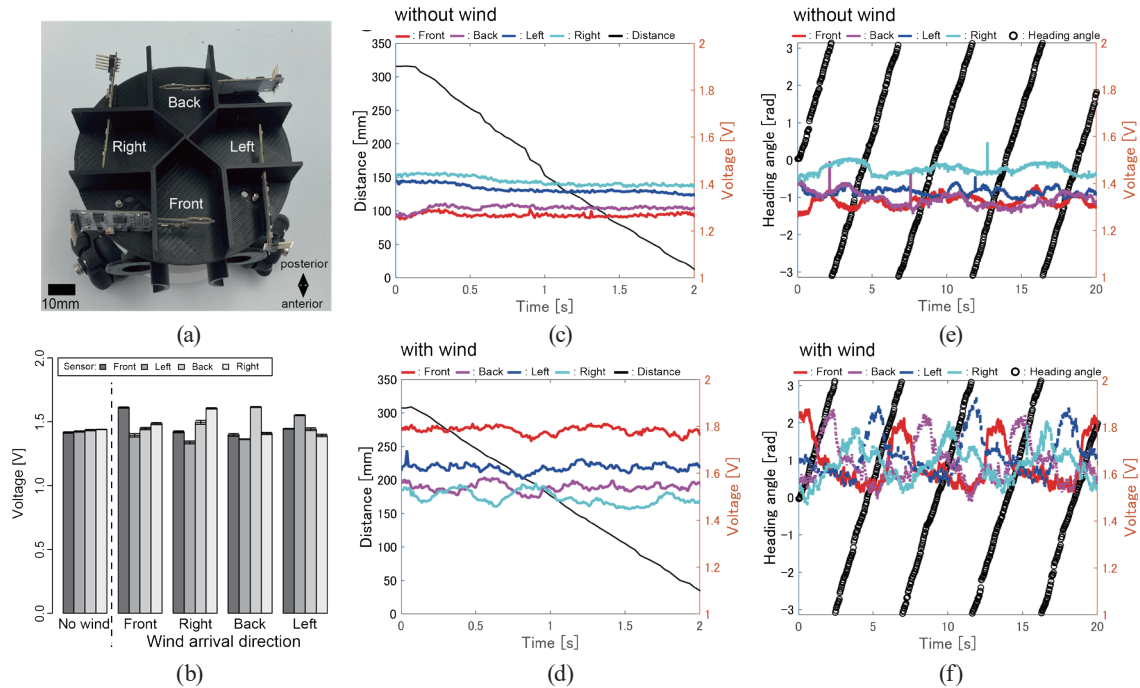 Back
Right
Left
Front
10mm
posterior
anterior
(a)
without wind
: Front : Back : Left : Right : Distance
350
300
250
200
150
100
50
0
Distance [mm]
2
1.8
1.6
1.4
1.2
1
Voltage [V]
0 0.5 1 1.5 2
Time [s]
(c)
without wind
: Front : Back : Left : Right : Heading angle
3
2
1
0
-1
-2
-3
Heading angle [rad]
2
1.8
1.6
1.4
1.2
1
Voltage [V]
0 5 10 15 20
Time [s]
(e)
Sensor: Front Left Back Right
2.0
1.5
1.0
0.5
0.0
Voltage [V]
No wind Front Right Back Left
Wind arrival direction
(b)
with wind
: Front : Back : Left : Right : Distance
350
300
250
200
150
100
50
0
Distance [mm]
2
1.8
1.6
1.4
1.2
1
Voltage [V]
0 0.5 1 1.5 2
Time [s]
(d)
with wind
: Front : Back : Left : Right : Heading angle
3
2
1
0
-1
-2
-3
Heading angle [rad]
2
1.8
1.6
1.4
1.2
1
Voltage [V]
0 5 10 15 20
Time [s]
(f)